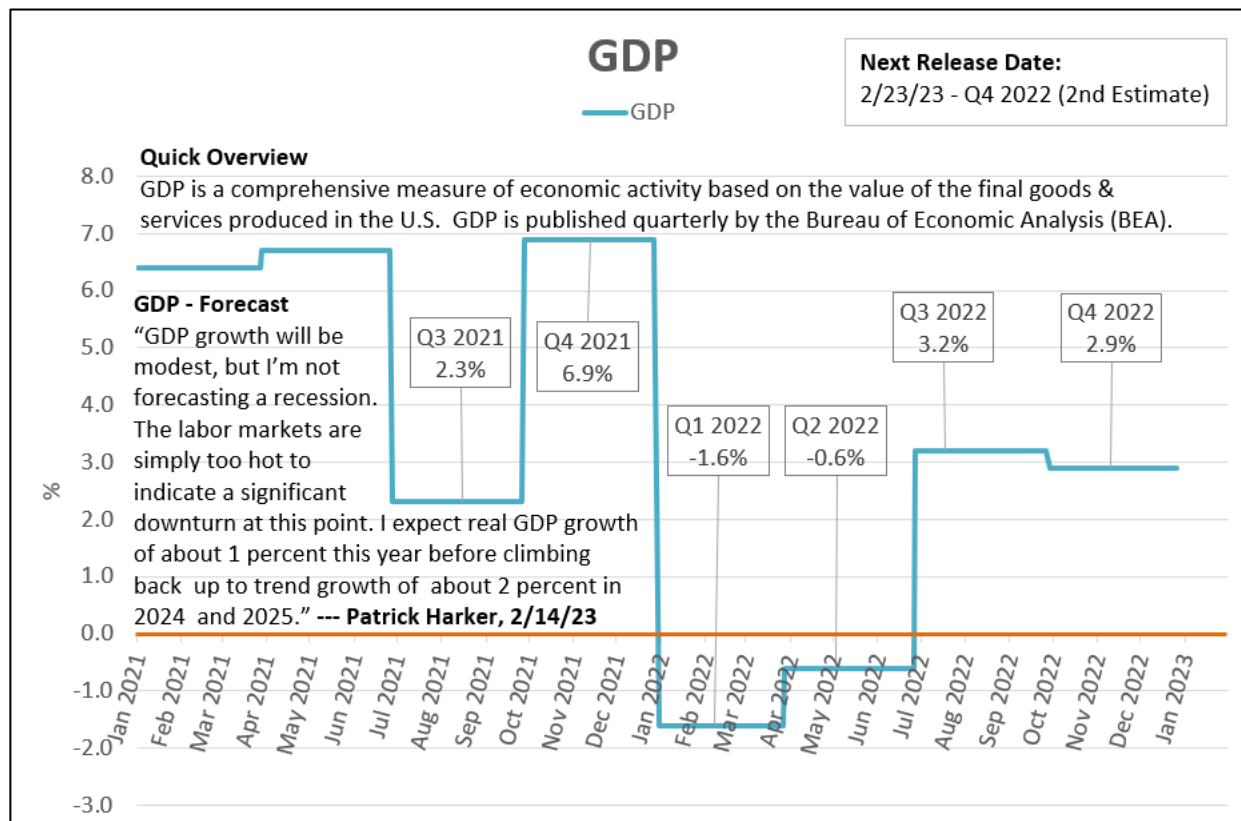 GDP
GDP
Next Release Date:
2/23/23 - Q4 2022 (2nd Estimate)
Quick Overview
GDP is a comprehensive measure of economic activity based on the value of the final goods &
services produced in the U.S. GDP is published quarterly by the Bureau of Economic Analysis (BEA).
GDP - Forecast
“GDP growth will be
modest, but I’m not
forecasting a recession.
The labor markets are
simply too hot to
indicate a significant
downturn at this point. I expect real GDP growth
of about 1 percent this year before climbing
back up to trend growth of about 2 percent in
2024 and 2025.” --- Patrick Harker, 2/14/23
Q3 2021
2.3%
Q4 2021
6.9%
Q1 2022
-1.6%
Q2 2022
-0.6%
Q3 2022
3.2%
Q4 2022
2.9%
%
8.0
7.0
6.0
5.0
4.0
3.0
2.0
1.0
0.0
-1.0
-2.0
-3.0
Jan 2021
Feb 2021
Mar 2021
Apr 2021
May 2021
Jun 2021
Jul 2021
Aug 2021
Sep 2021
Oct 2021
Nov 2021
Dec 2021
Jan 2022
Feb 2022
Mar 2022
Apr 2022
May 2022
Jun 2022
Jul 2022
Aug 2022
Sep 2022
Oct 2022
Nov 2022
Dec 2022
Jan 2023